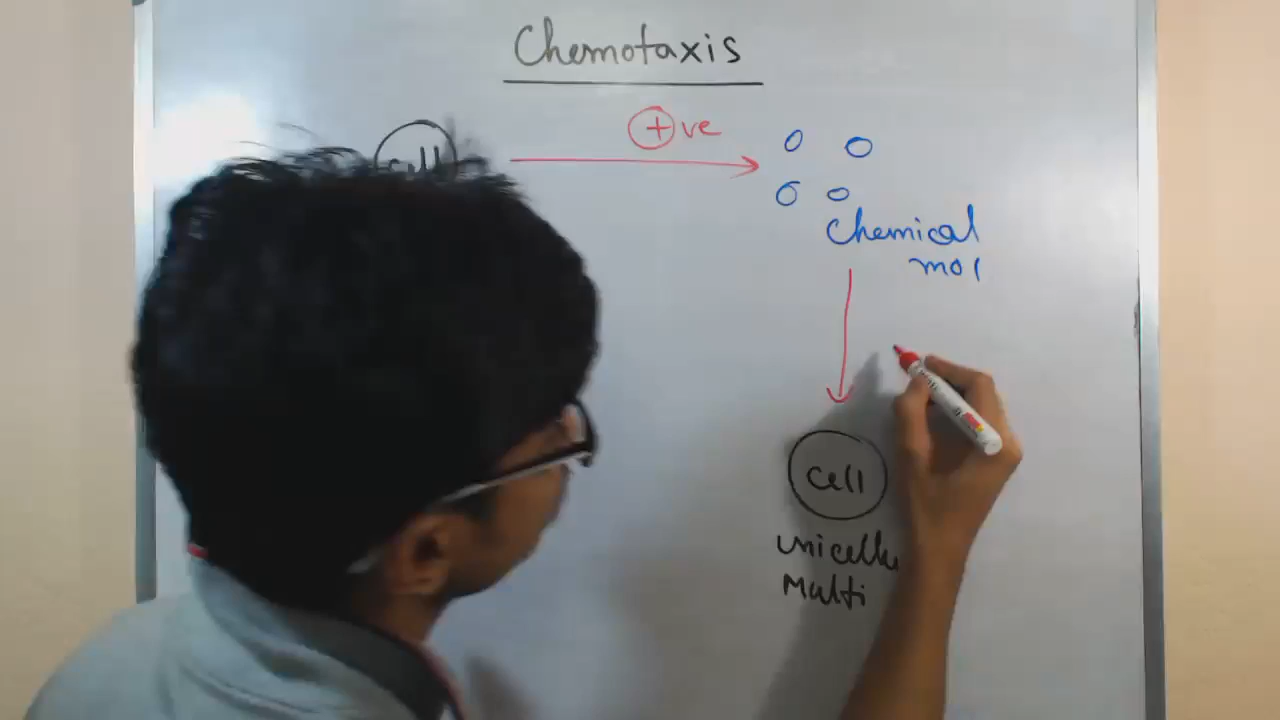 Chemotaxis
+ve
cell
Chemical
mol
cell
unicellu
Multi